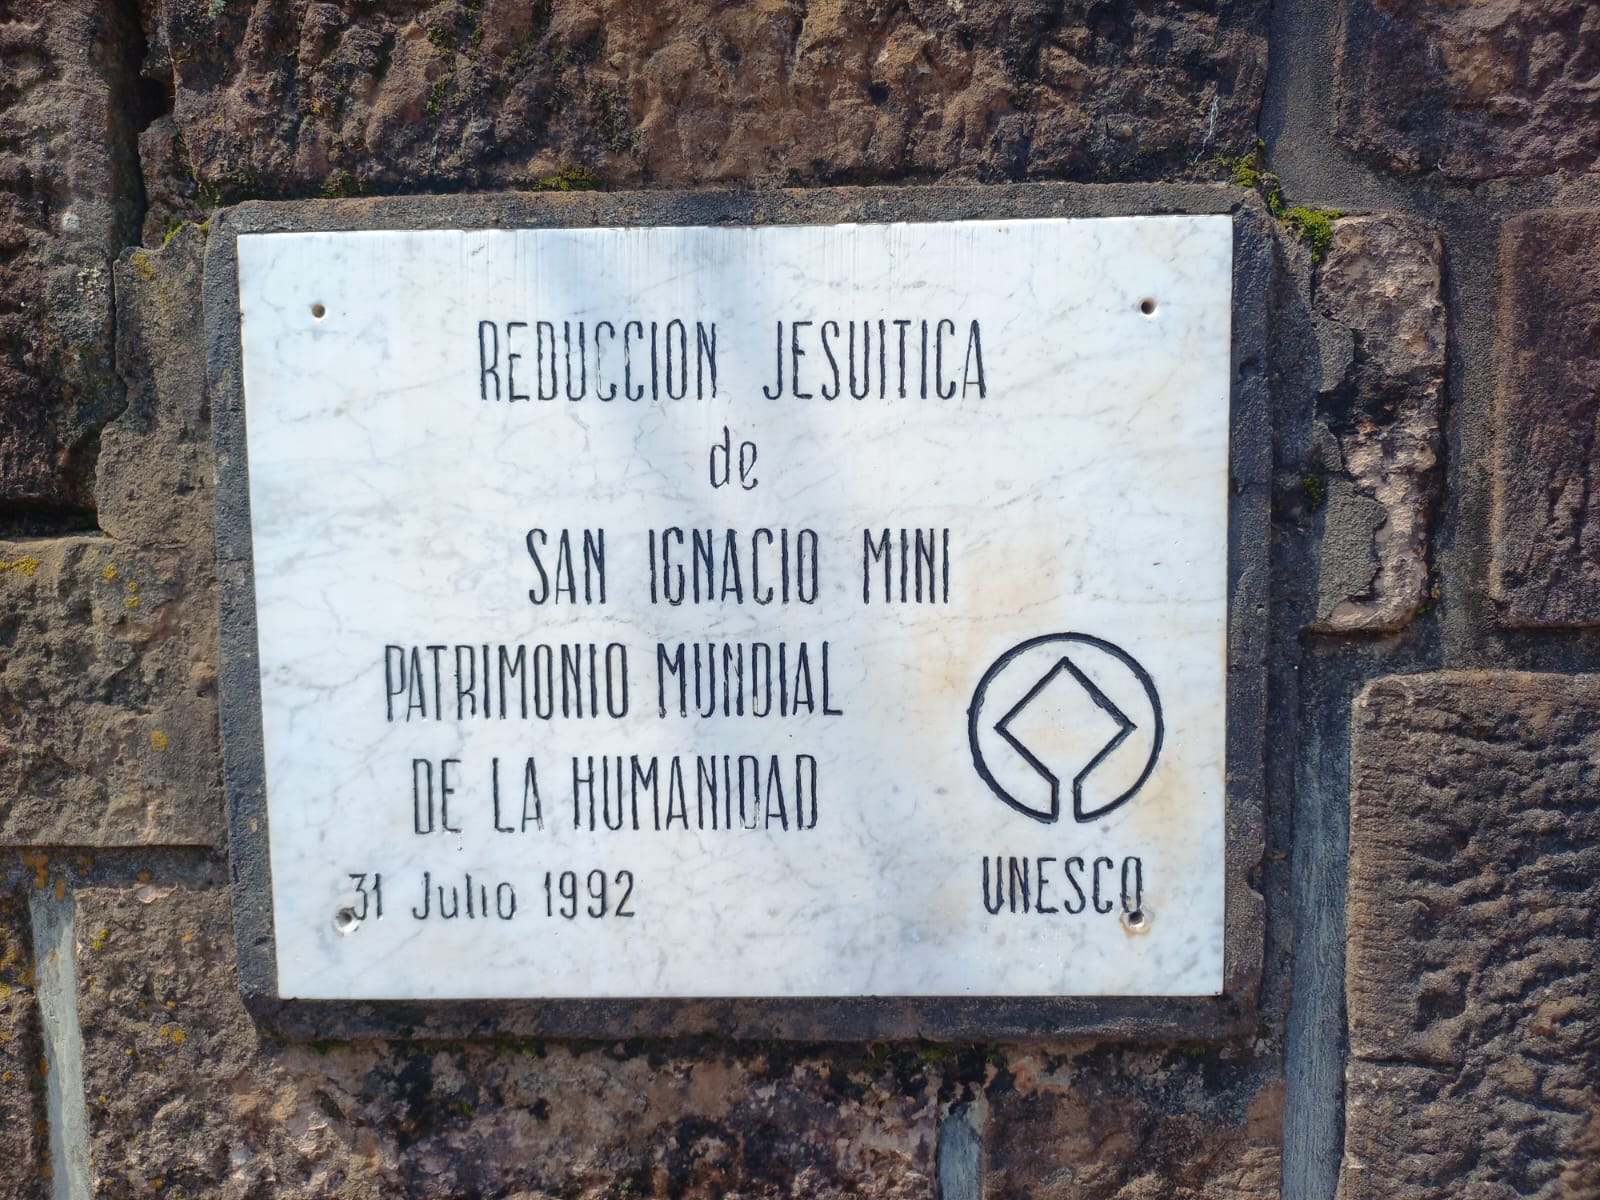 REDUCCION JESUITICA
de
SAN IGNACIO MINI
PATRIMONIO MUNDIAL
DE LA HUMANIDAD
31 Julio 1992
UNESCO